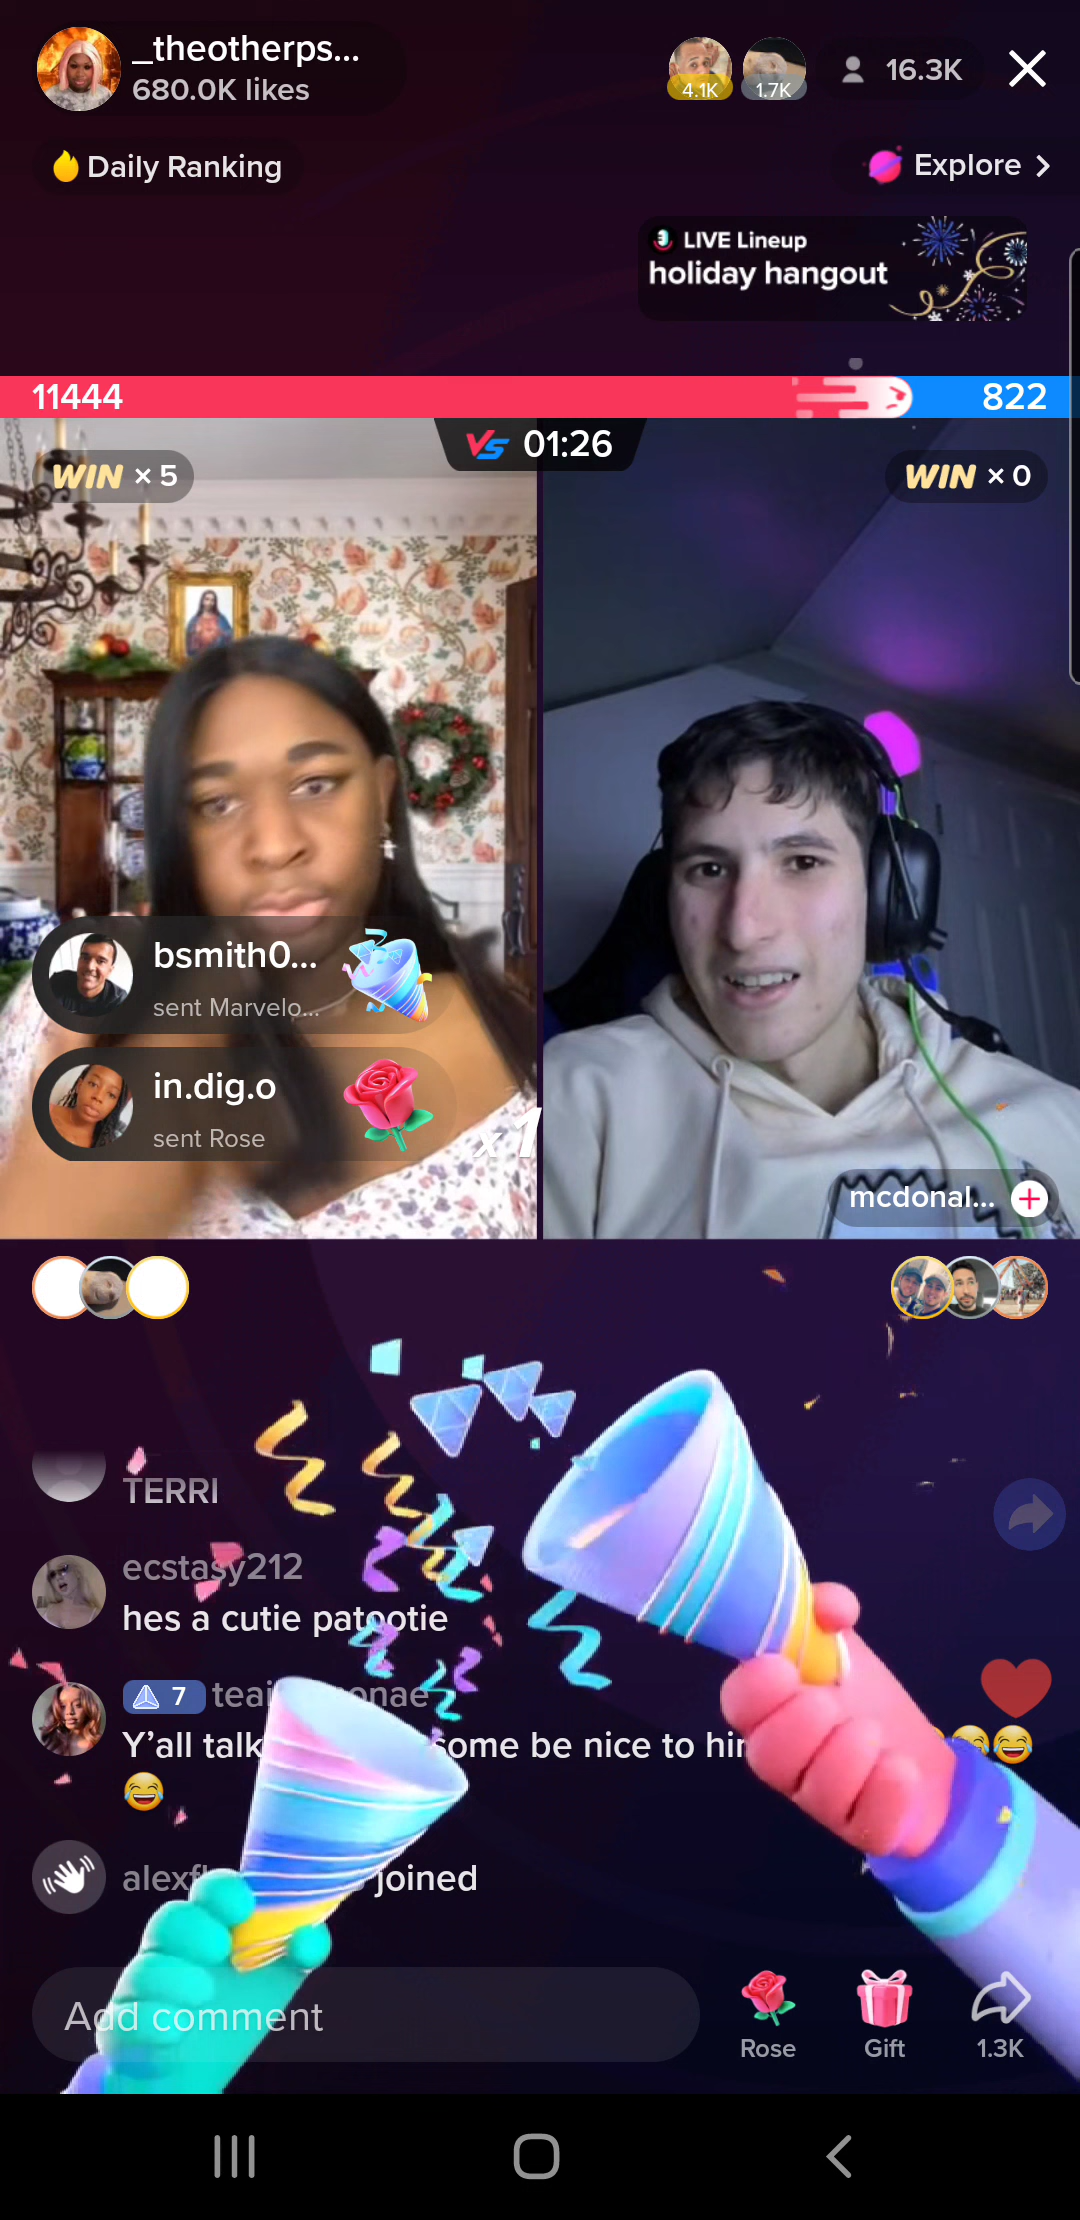 _theotherps...
680.0K likes
4.1K
1.7K
16.3K
Daily Ranking
Explore >
LIVE Lineup
holiday hangout
11444
822
VS 01:26
WIN × 5
WIN × 0
bsmith0...
sent Marvelo...
in.dig.o
sent Rose
x1
mcdonal...
TERRI
ecstasy212
hes a cutie patootie
7
Y'all talk some be nice to him 😂😂
😂
joined
Add comment
Rose
Gift
1.3K